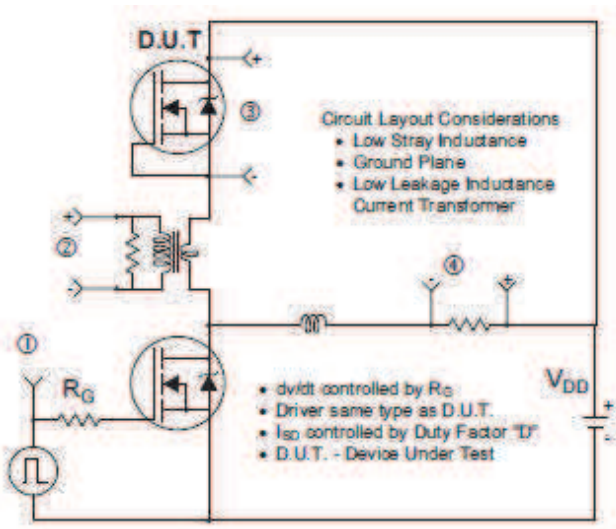 D.U.T
+
③
Circuit Layout Considerations
• Low Stray Inductance
• Ground Plane
• Low Leakage Inductance
Current Transformer
-
+
②
-
④
-
+
①
RG
VDD
+
-
• dv/dt controlled by RG
• Driver same type as D.U.T.
• ISD controlled by Duty Factor "D"
• D.U.T. - Device Under Test